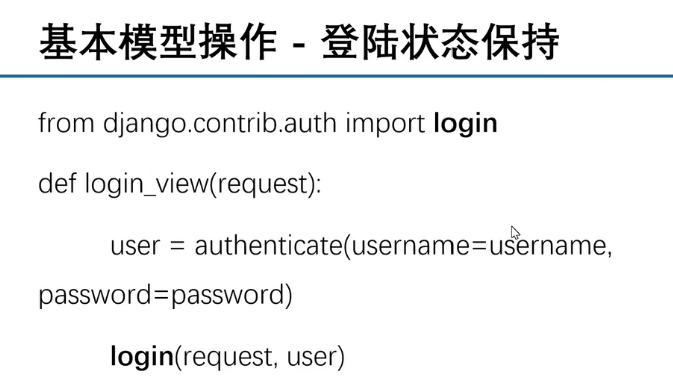 基本模型操作 - 登陆状态保持
from django.contrib.auth import login
def login_view(request):
user = authenticate(username=username,
password=password)
login(request, user)